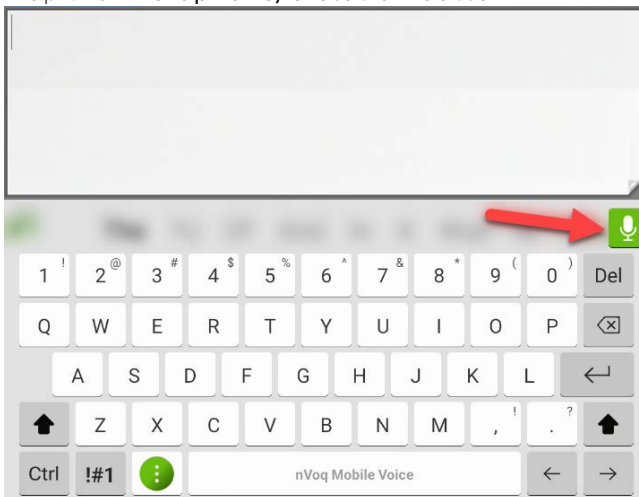 1 ! 2 @ 3 # 4 $ 5 % 6 ^ 7 & 8 * 9 ( 0 ) Del
Q W E R T Y U I O P
A S D F G H J K L
Z X C V B N M , ! . ?
Ctrl !#1 nVoq Mobile Voice ← →